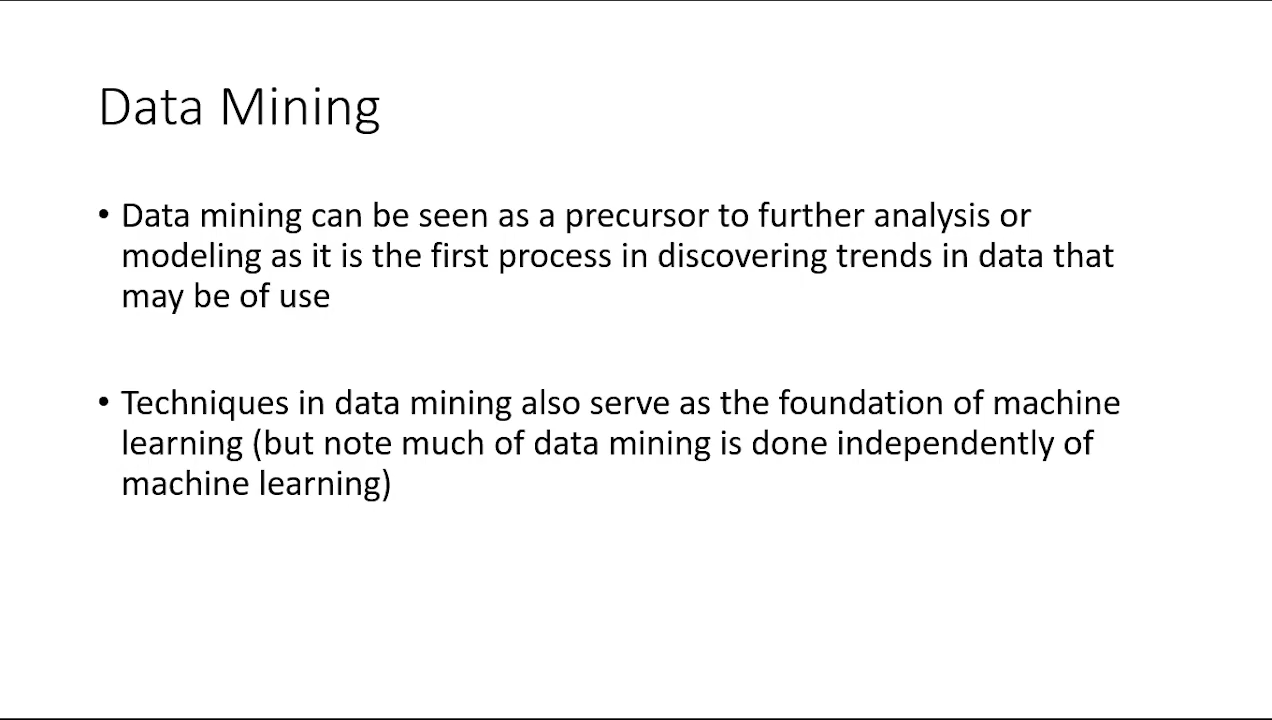 Data Mining
• Data mining can be seen as a precursor to further analysis or
modeling as it is the first process in discovering trends in data that
may be of use
• Techniques in data mining also serve as the foundation of machine
learning (but note much of data mining is done independently of
machine learning)